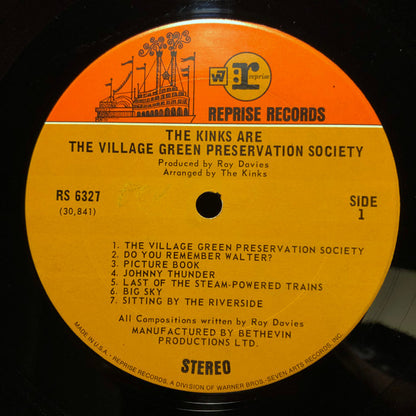 W7 r: reprise
REPRISE RECORDS
THE KINKS ARE
THE VILLAGE GREEN PRESERVATION SOCIETY
Produced by Ray Davies
Arranged by The Kinks
RS 6327
(30,841)
SIDE
1
1. THE VILLAGE GREEN PRESERVATION SOCIETY
2. DO YOU REMEMBER WALTER?
3. PICTURE BOOK
4. JOHNNY THUNDER
5. LAST OF THE STEAM-POWERED TRAINS
6. BIG SKY
7. SITTING BY THE RIVERSIDE
All Compositions written by Ray Davies
MANUFACTURED BY BETHEVIN
PRODUCTIONS LTD.
STEREO
MADE IN U.S.A. • REPRISE RECORDS, A DIVISION OF WARNER BROS.-SEVEN ARTS RECORDS, INC.